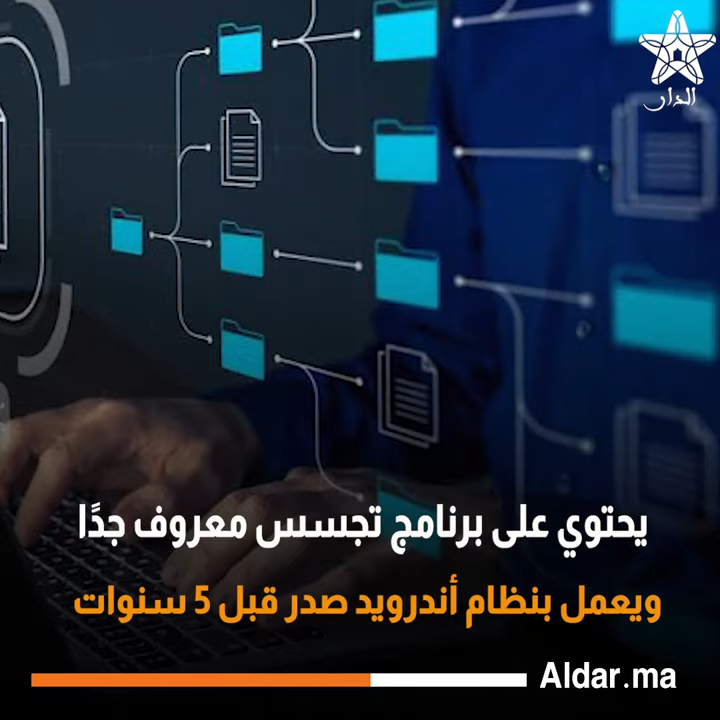 الدار
يحتوي على برنامج تجسس معروف جدًا
ويعمل بنظام أندرويد صدر قبل 5 سنوات
Aldar.ma